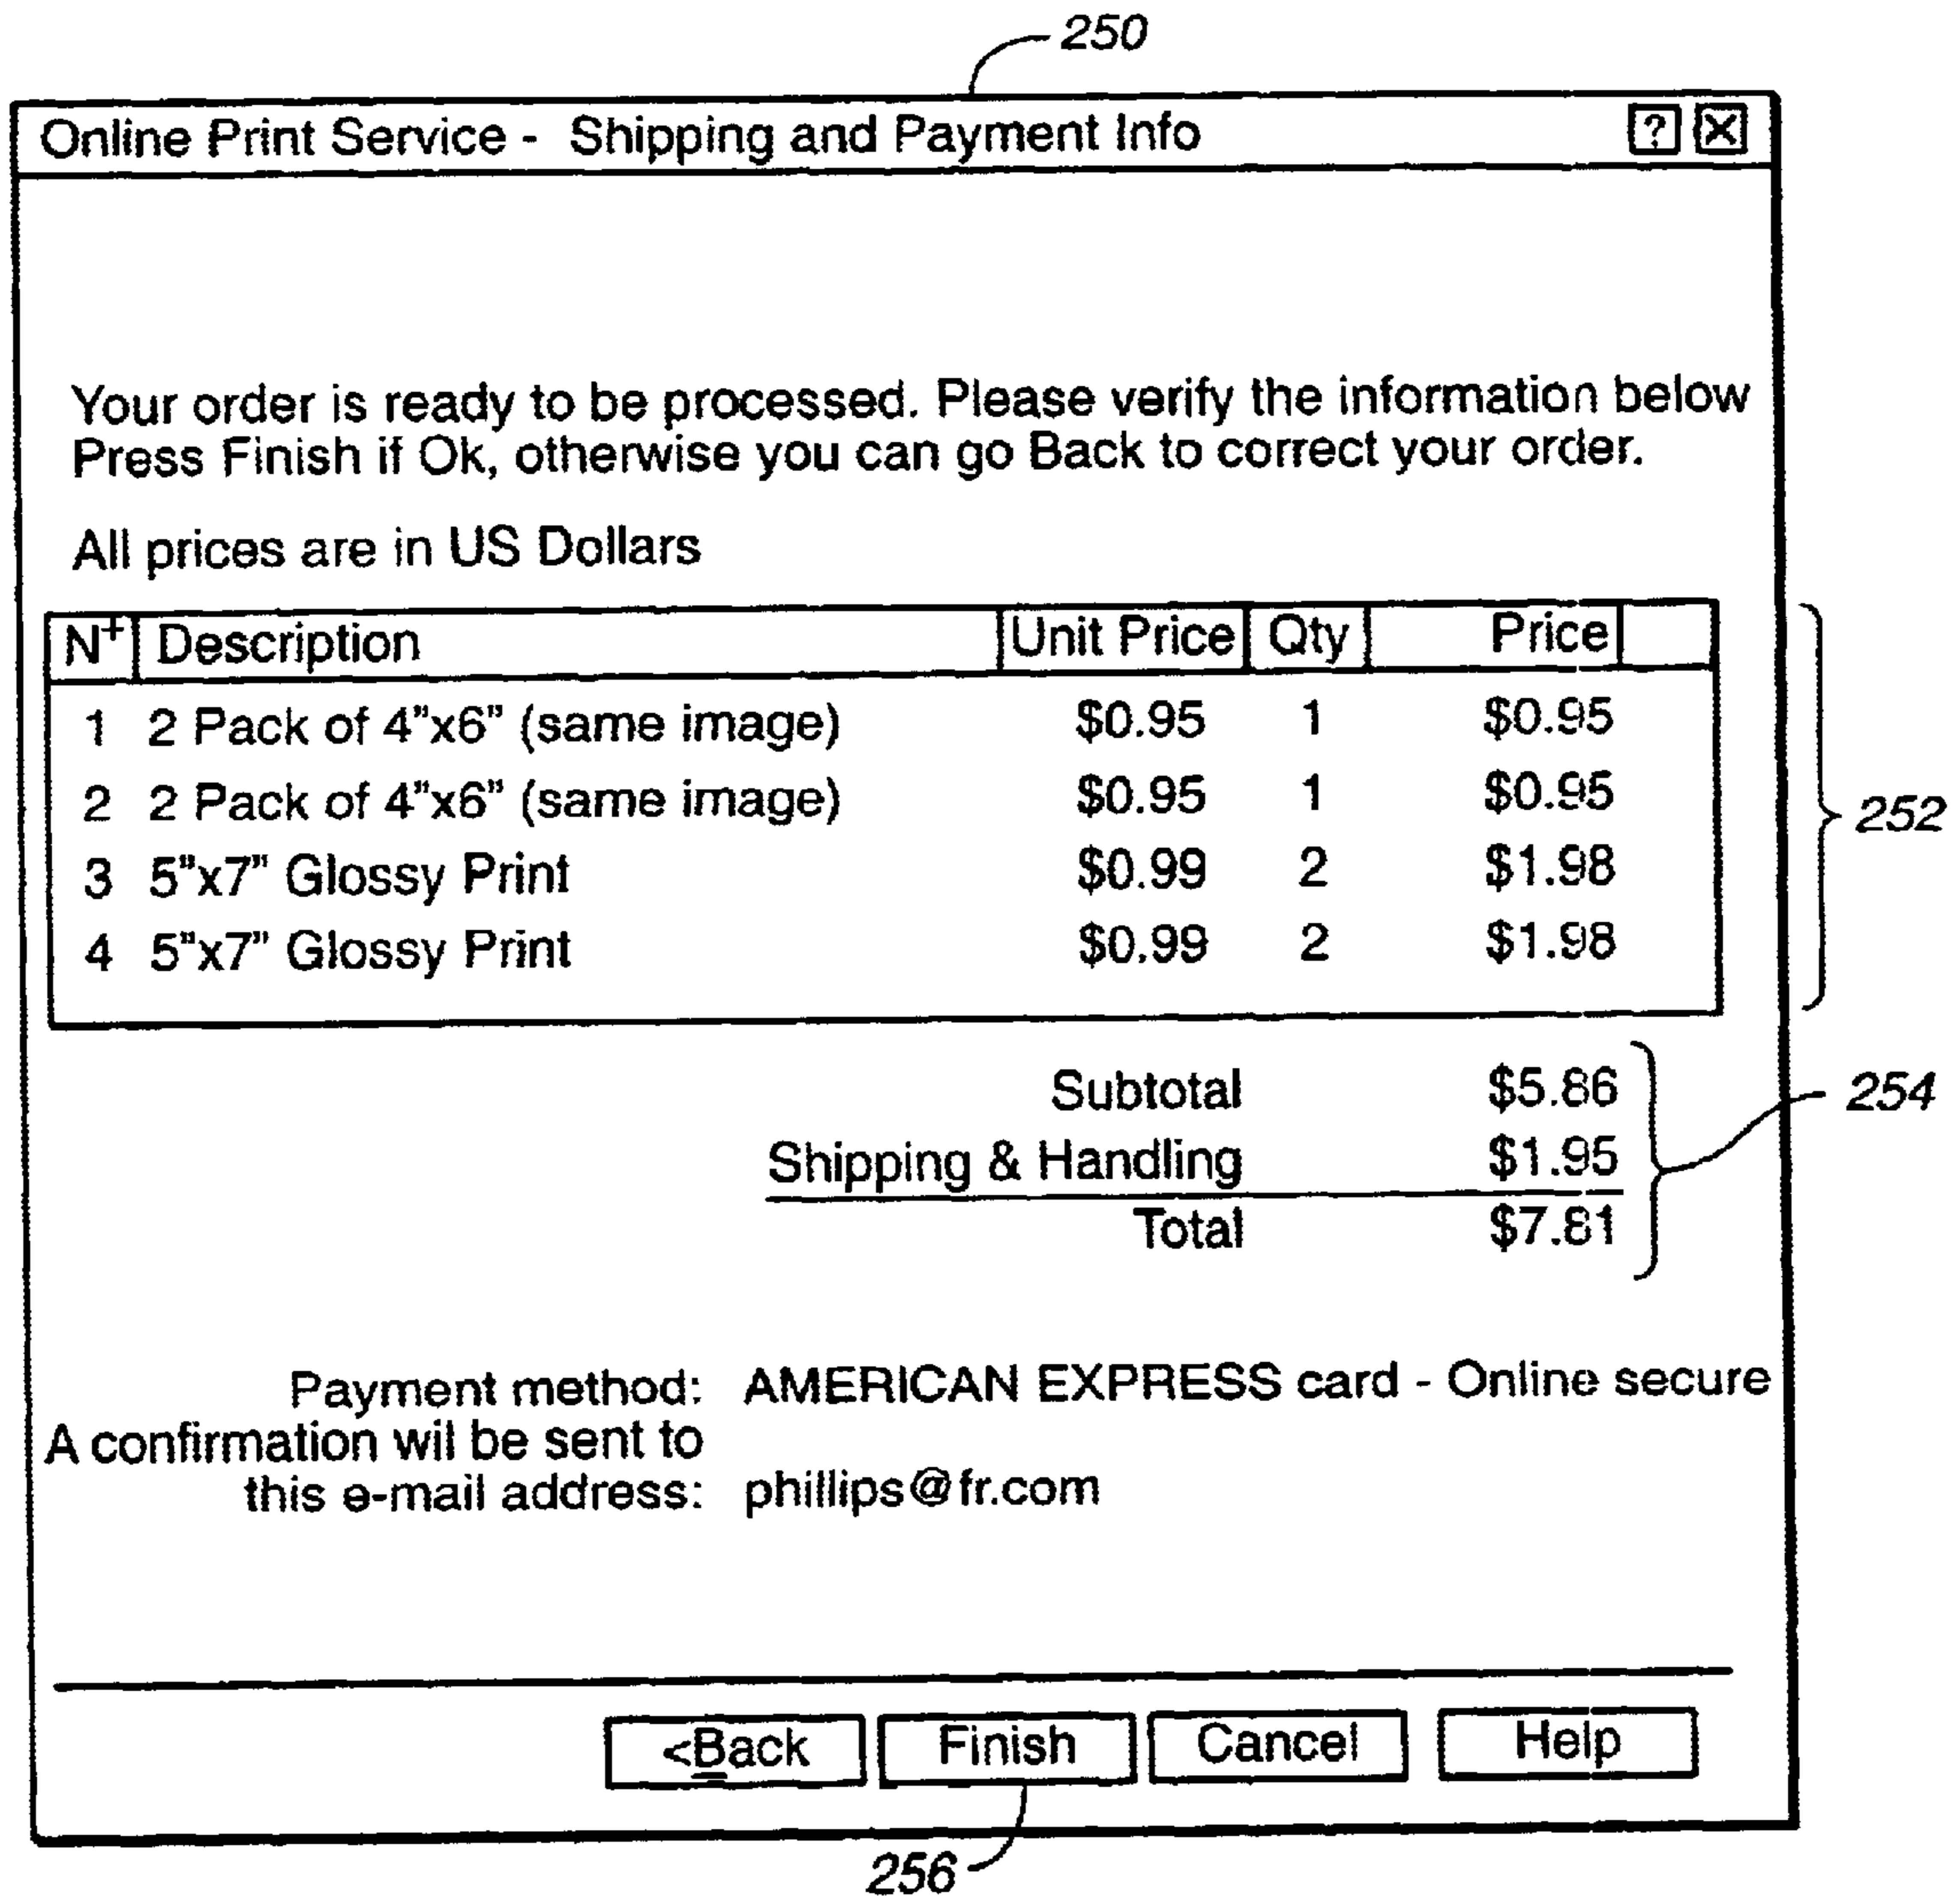 250
Online Print Service - Shipping and Payment Info ? X
Your order is ready to be processed. Please verify the information below
Press Finish if Ok, otherwise you can go Back to correct your order.
All prices are in US Dollars
N+ Description Unit Price Qty Price
1 2 Pack of 4"x6" (same image) $0.95 1 $0.95
2 2 Pack of 4"x6" (same image) $0.95 1 $0.95
3 5"x7" Glossy Print $0.99 2 $1.98
4 5"x7" Glossy Print $0.99 2 $1.98
252
Subtotal $5.86
Shipping & Handling $1.95
Total $7.81
254
Payment method: AMERICAN EXPRESS card - Online secure
A confirmation wil be sent to
this e-mail address: phillips@fr.com
<Back Finish Cancel Help
256